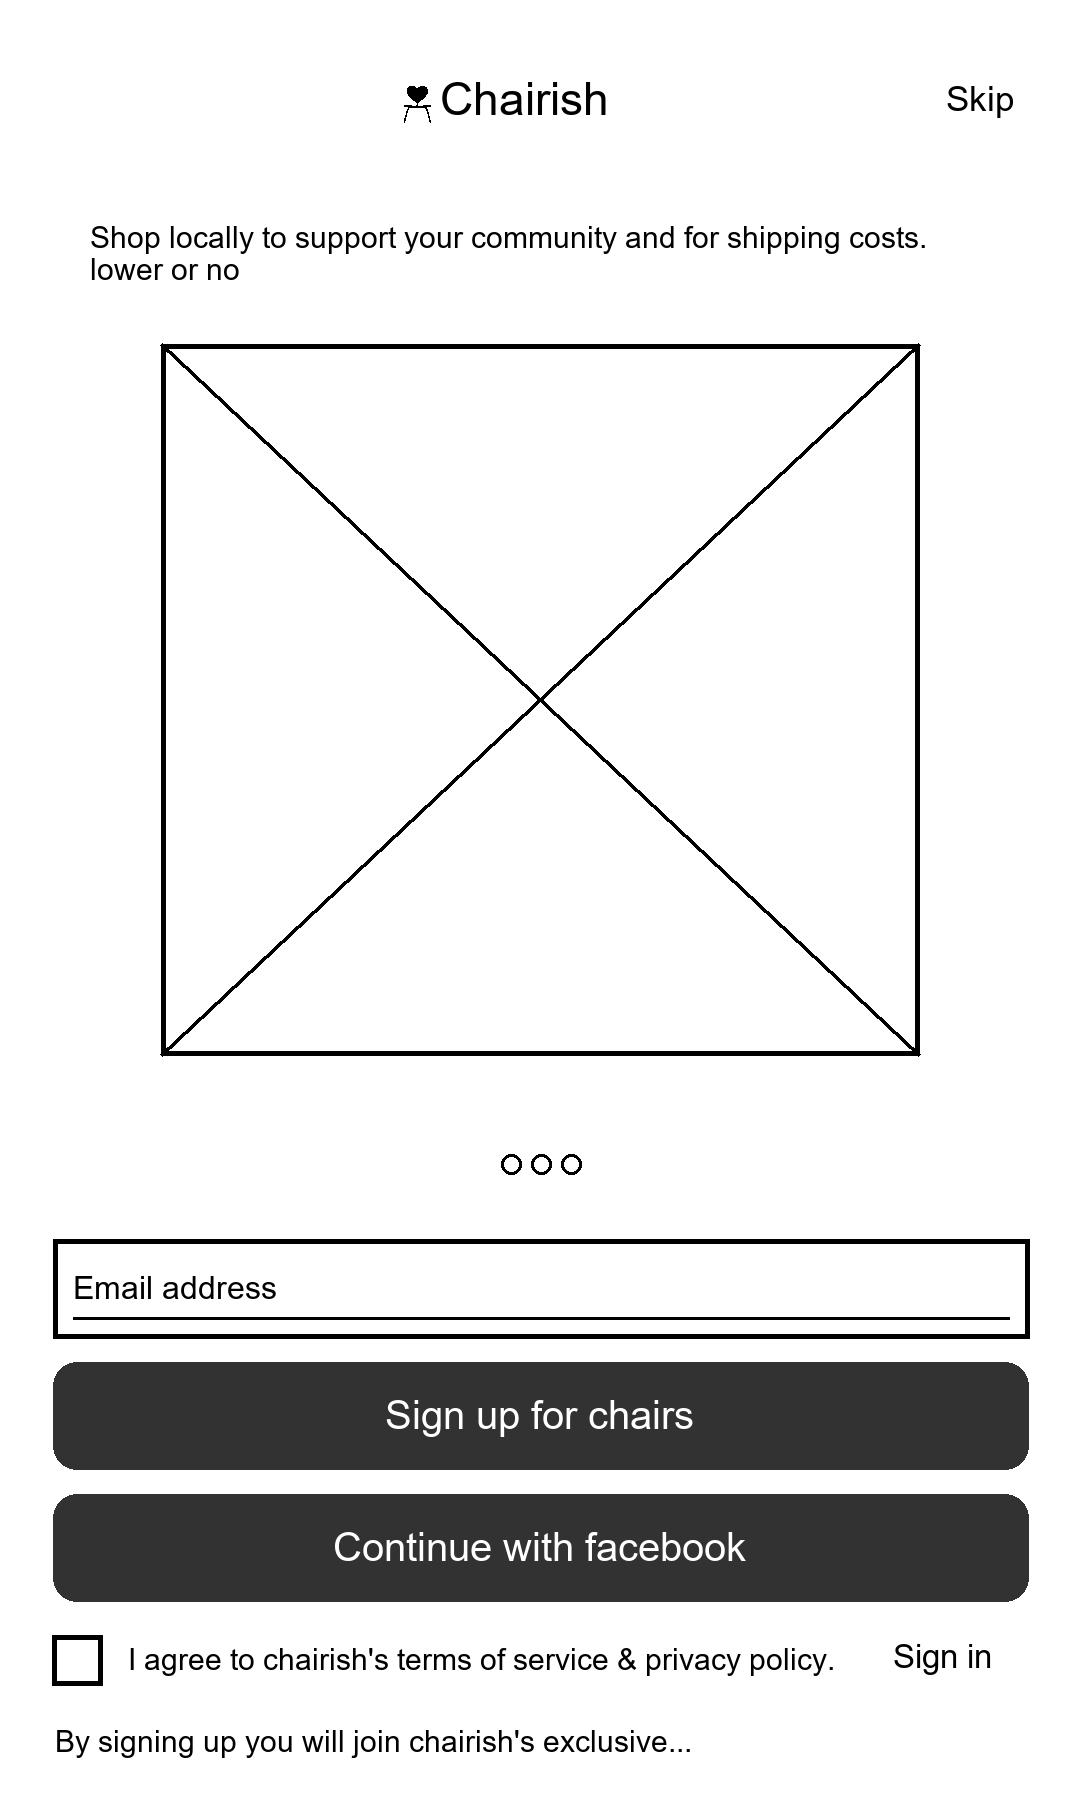 Chairish
Skip
Shop locally to support your community and for shipping costs.
lower or no
Email address
Sign up for chairs
Continue with facebook
I agree to chairish's terms of service & privacy policy.
Sign in
By signing up you will join chairish's exclusive...